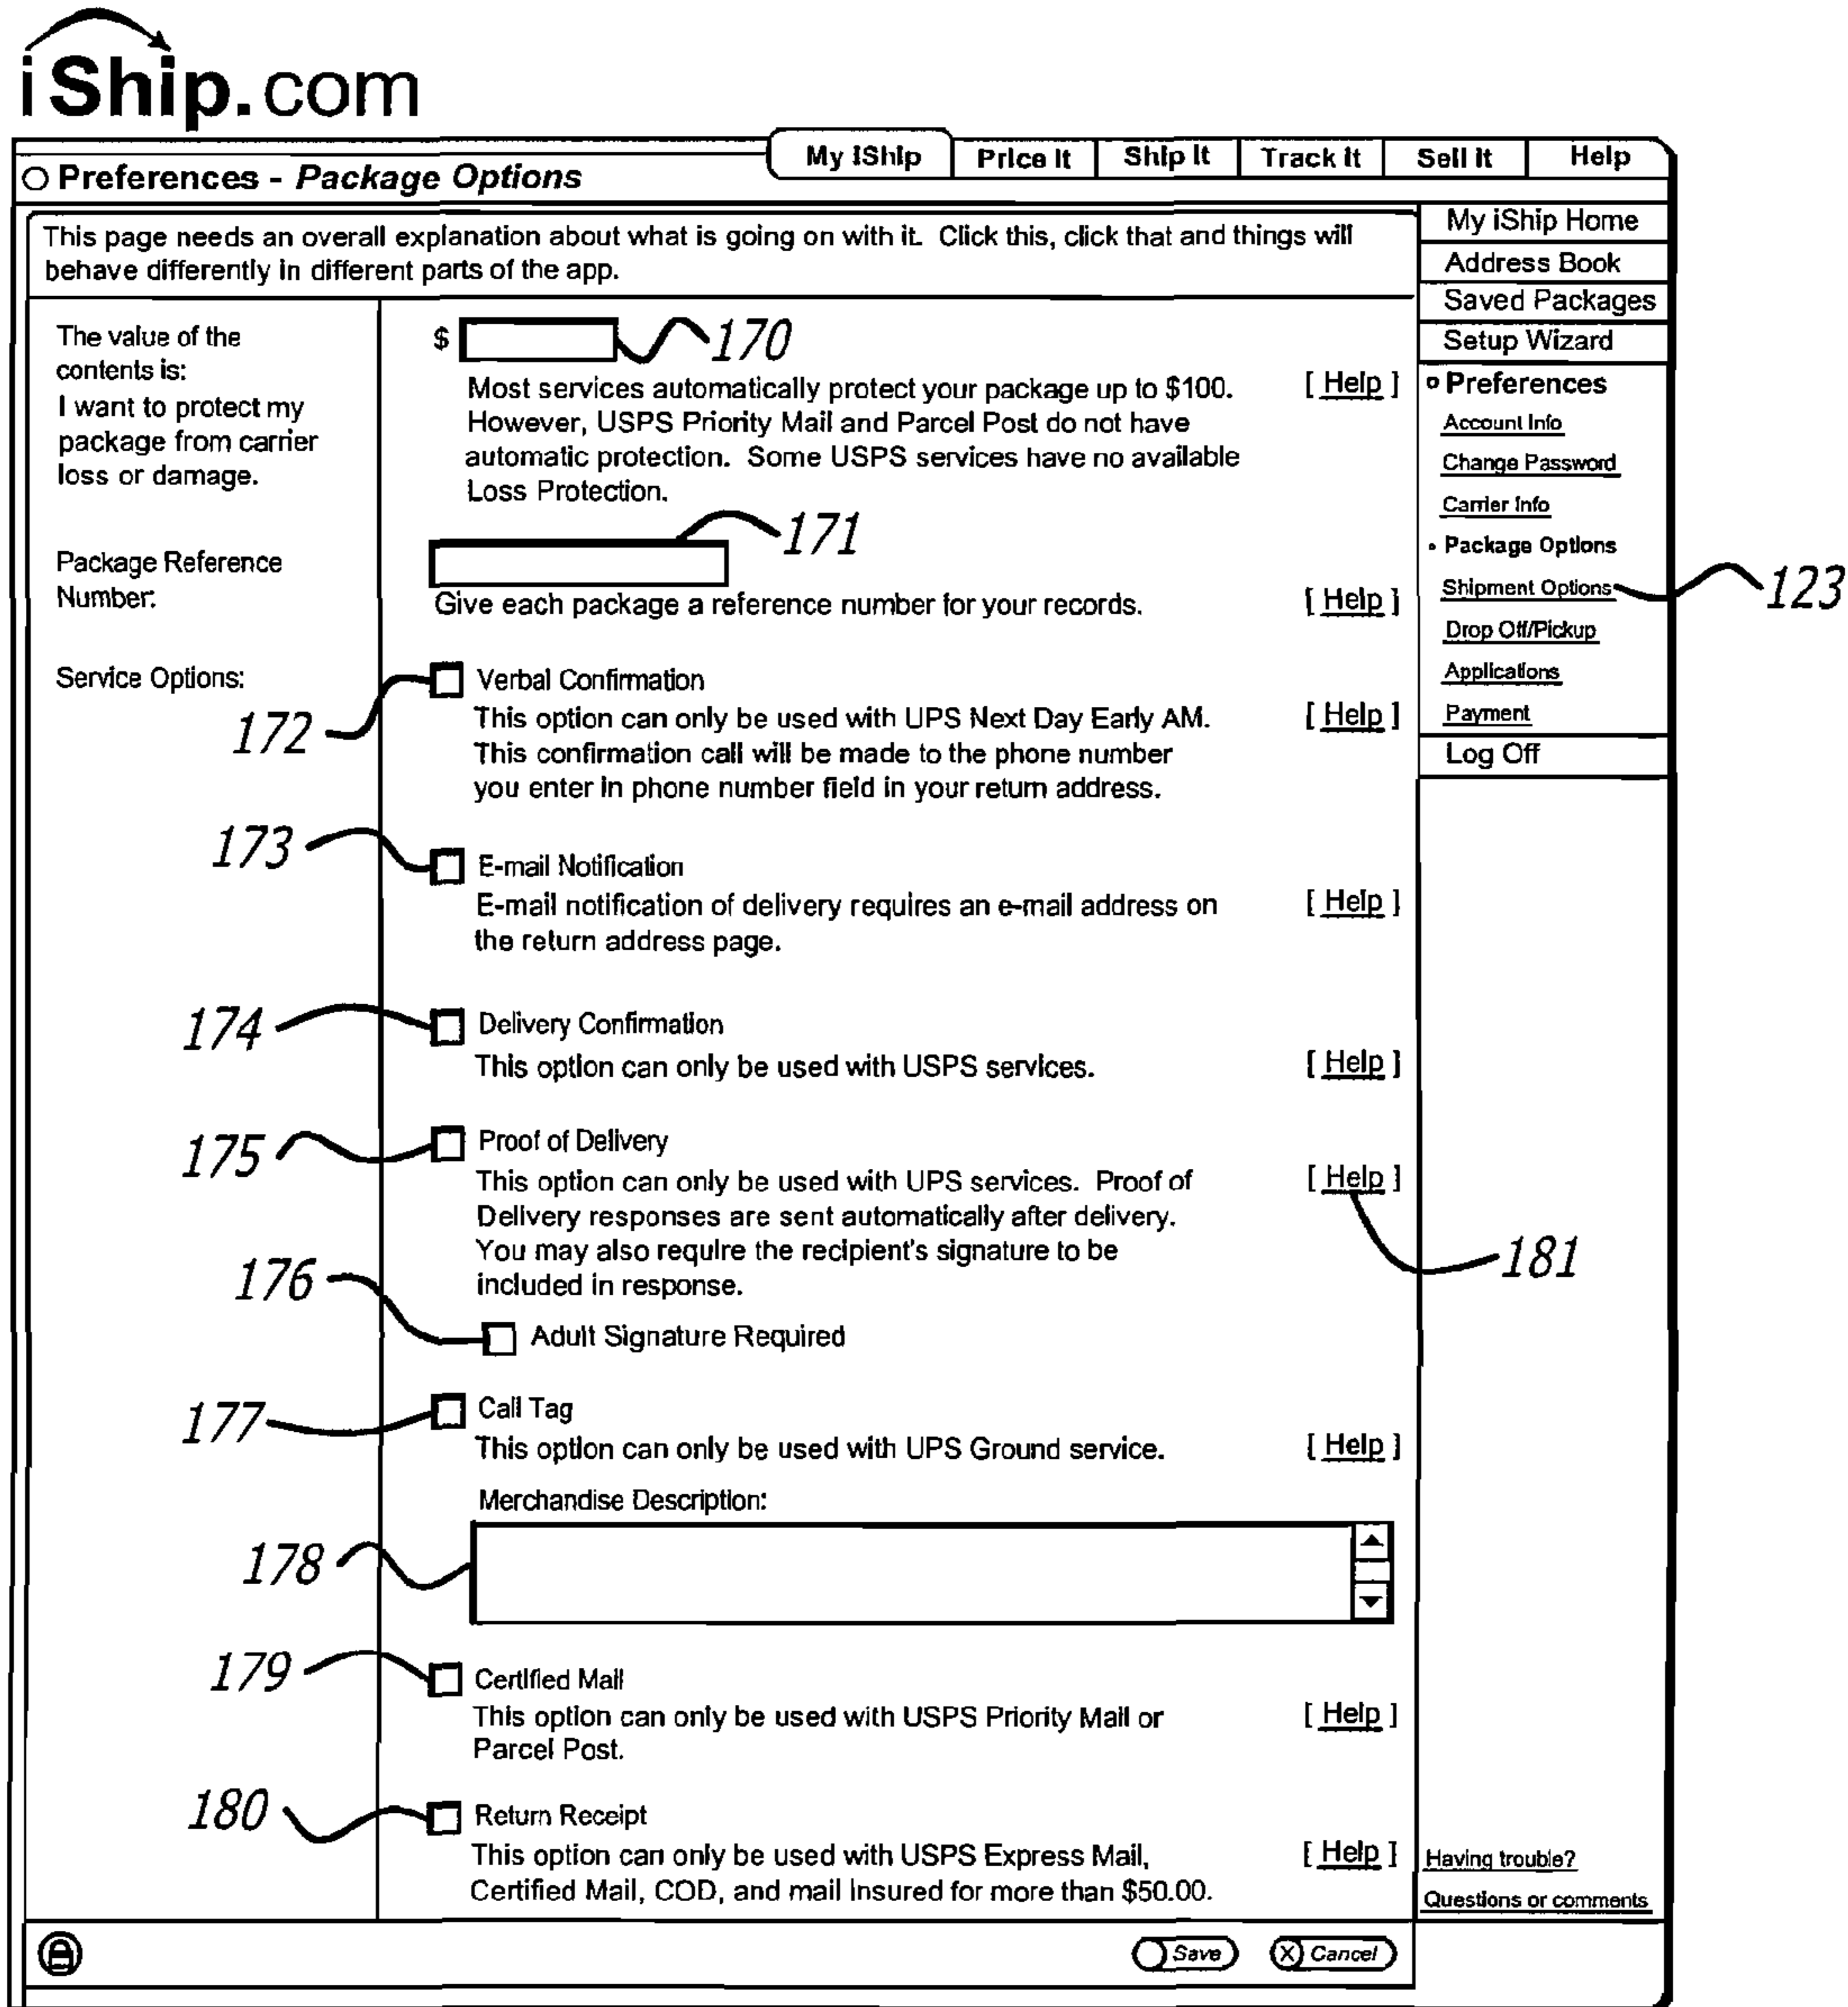 iShip.com
My iShip
Price It
Ship It
Track It
Sell It
Help
Preferences - Package Options
This page needs an overall explanation about what is going on with it. Click this, click that and things will
behave differently in different parts of the app.
The value of the
contents is:
I want to protect my
package from carrier
loss or damage.
$
170
Most services automatically protect your package up to $100.
However, USPS Priority Mail and Parcel Post do not have
automatic protection. Some USPS services have no available
Loss Protection.
[ Help ]
Package Reference
Number:
171
Give each package a reference number for your records.
[ Help ]
Service Options:
172
Verbal Confirmation
This option can only be used with UPS Next Day Early AM.
This confirmation call will be made to the phone number
you enter in phone number field in your return address.
[ Help ]
173
E-mail Notification
E-mail notification of delivery requires an e-mail address on
the return address page.
[ Help ]
174
Delivery Confirmation
This option can only be used with USPS services.
[ Help ]
175
Proof of Delivery
This option can only be used with UPS services. Proof of
Delivery responses are sent automatically after delivery.
You may also require the recipient's signature to be
included in response.
[ Help ]
181
176
Adult Signature Required
177
Call Tag
This option can only be used with UPS Ground service.
[ Help ]
Merchandise Description:
178
179
Certified Mail
This option can only be used with USPS Priority Mail or
Parcel Post.
[ Help ]
180
Return Receipt
This option can only be used with USPS Express Mail,
Certified Mail, COD, and mail insured for more than $50.00.
[ Help ]
My iShip Home
Address Book
Saved Packages
Setup Wizard
Preferences
Account Info
Change Password
Carrier Info
Package Options
Shipment Options
123
Drop Off/Pickup
Applications
Payment
Log Off
Having trouble?
Questions or comments
Save
X Cancel